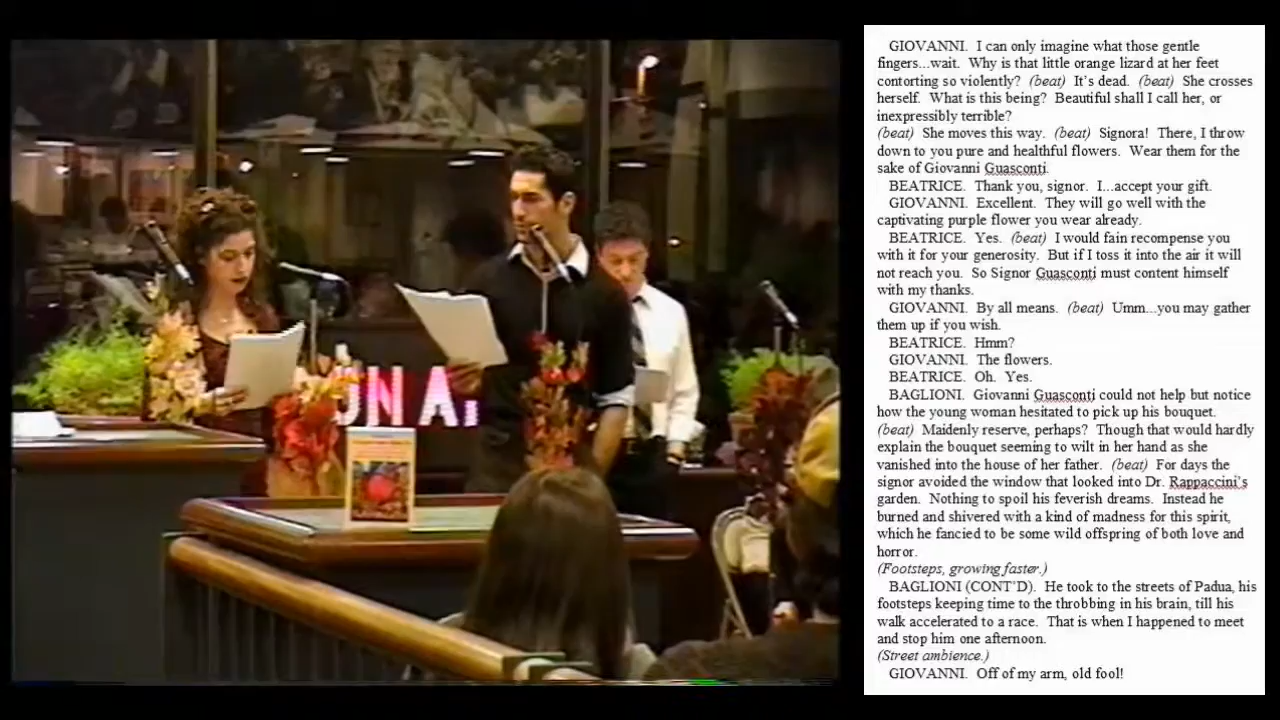 GIOVANNI. I can only imagine what those gentle
fingers...wait. Why is that little orange lizard at her feet
contorting so violently? (beat) It's dead. (beat) She crosses
herself. What is this being? Beautiful shall I call her, or
inexpressibly terrible?
(beat) She moves this way. (beat) Signora! There, I throw
down to you pure and healthful flowers. Wear them for the
sake of Giovanni Guasconti.
BEATRICE. Thank you, signor. I...accept your gift.
GIOVANNI. Excellent. They will go well with the
captivating purple flower you wear already.
BEATRICE. Yes. (beat) I would fain recompense you
with it for your generosity. But if I toss it into the air it will
not reach you. So Signor Guasconti must content himself
with my thanks.
GIOVANNI. By all means. (beat) Umm...you may gather
them up if you wish.
BEATRICE. Hmm?
GIOVANNI. The flowers.
BEATRICE. Oh. Yes.
BAGLIONI. Giovanni Guasconti could not help but notice
how the young woman hesitated to pick up his bouquet.
(beat) Maidenly reserve, perhaps? Though that would hardly
explain the bouquet seeming to wilt in her hand as she
vanished into the house of her father. (beat) For days the
signor avoided the window that looked into Dr. Rappaccini's
garden. Nothing to spoil his feverish dreams. Instead he
burned and shivered with a kind of madness for this spirit,
which he fancied to be some wild offspring of both love and
horror.
(Footsteps, growing faster.)
BAGLIONI (CONT'D). He took to the streets of Padua, his
footsteps keeping time to the throbbing in his brain, till his
walk accelerated to a race. That is when I happened to meet
and stop him one afternoon.
(Street ambience.)
GIOVANNI. Off of my arm, old fool!